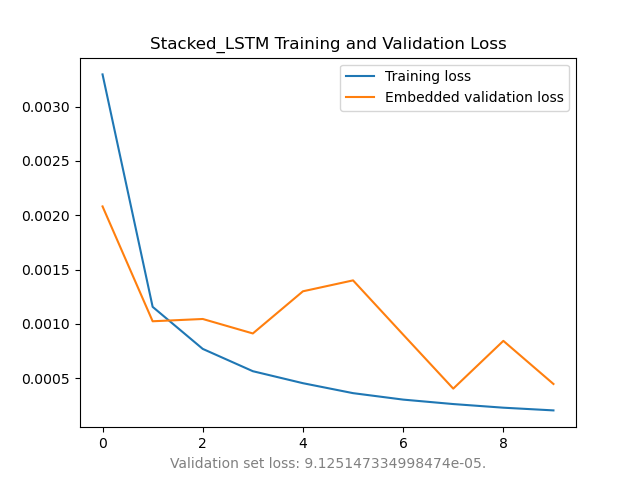 Stacked_LSTM Training and Validation Loss
Training loss
Embedded validation loss
0.0030
0.0025
0.0020
0.0015
0.0010
0.0005
0 2 4 6 8
Validation set loss: 9.125147334998474e-05.